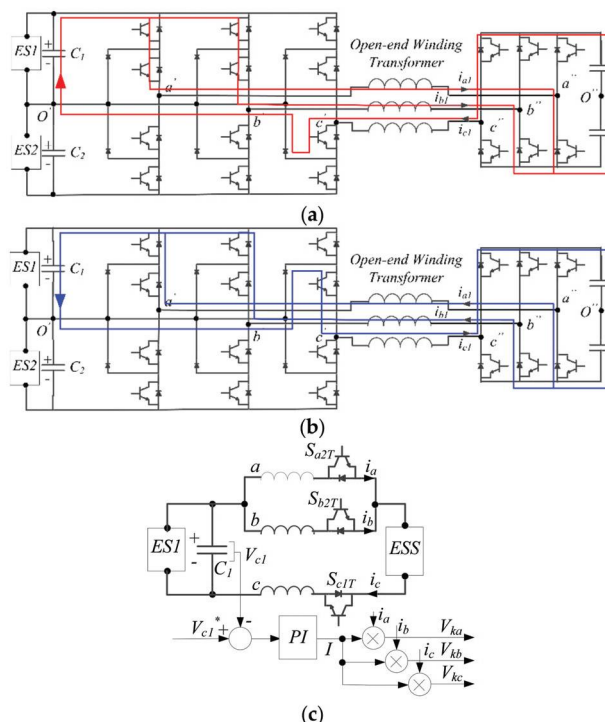 ES1
+
-
C1
O'
ES2
+
-
C2
a'
b
c'
Open-end Winding
Transformer
ia1
ib1
ic1
a''
b''
c''
O''
(a)
ES1
+
-
C1
O'
ES2
+
-
C2
a'
b
c'
Open-end Winding
Transformer
ia1
ib1
ic1
a''
b''
c''
O''
(b)
a
Sa2T
ia
b
Sb2T
ib
ES1
+
-
C1
Vc1
ESS
c
Sc1T
ic
Vc1*
+
-
PI
I
ia
ib
ic
Vka
Vkb
Vkc
(c)